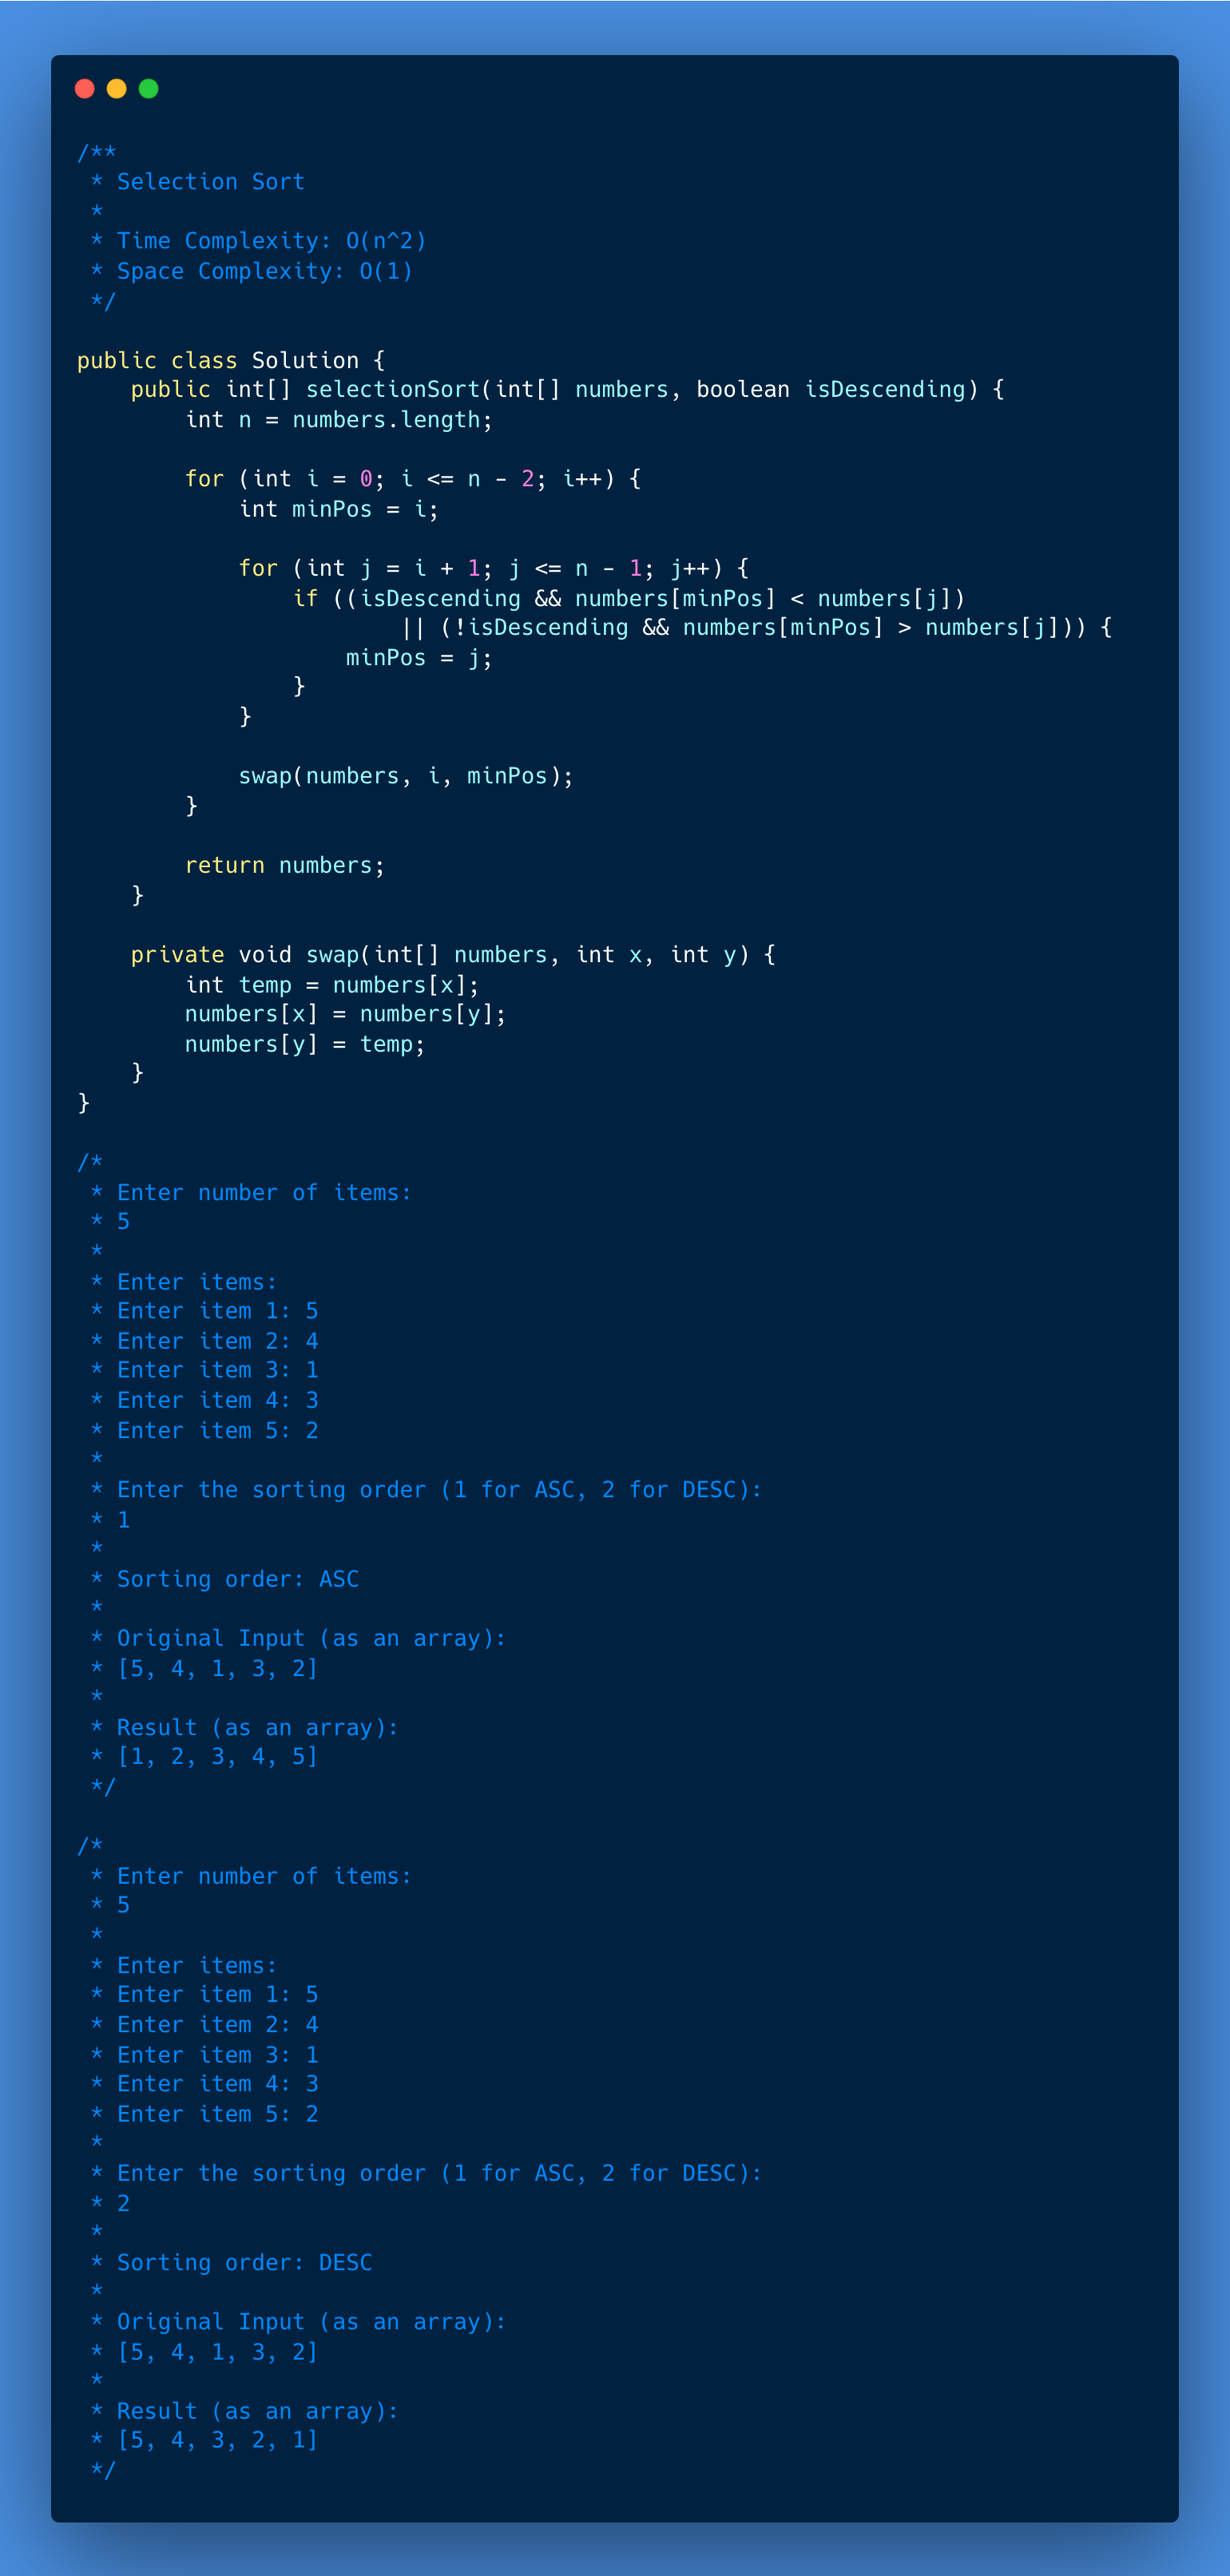 /**
 * Selection Sort
 *
 * Time Complexity: O(n^2)
 * Space Complexity: O(1)
 */

public class Solution {
    public int[] selectionSort(int[] numbers, boolean isDescending) {
        int n = numbers.length;

        for (int i = 0; i <= n - 2; i++) {
            int minPos = i;

            for (int j = i + 1; j <= n - 1; j++) {
                if ((isDescending && numbers[minPos] < numbers[j])
                        || (!isDescending && numbers[minPos] > numbers[j])) {
                    minPos = j;
                }
            }

            swap(numbers, i, minPos);
        }

        return numbers;
    }

    private void swap(int[] numbers, int x, int y) {
        int temp = numbers[x];
        numbers[x] = numbers[y];
        numbers[y] = temp;
    }
}

/*
 * Enter number of items:
 * 5
 *
 * Enter items:
 * Enter item 1: 5
 * Enter item 2: 4
 * Enter item 3: 1
 * Enter item 4: 3
 * Enter item 5: 2
 *
 * Enter the sorting order (1 for ASC, 2 for DESC):
 * 1
 *
 * Sorting order: ASC
 *
 * Original Input (as an array):
 * [5, 4, 1, 3, 2]
 *
 * Result (as an array):
 * [1, 2, 3, 4, 5]
 */

/*
 * Enter number of items:
 * 5
 *
 * Enter items:
 * Enter item 1: 5
 * Enter item 2: 4
 * Enter item 3: 1
 * Enter item 4: 3
 * Enter item 5: 2
 *
 * Enter the sorting order (1 for ASC, 2 for DESC):
 * 2
 *
 * Sorting order: DESC
 *
 * Original Input (as an array):
 * [5, 4, 1, 3, 2]
 *
 * Result (as an array):
 * [5, 4, 3, 2, 1]
 */